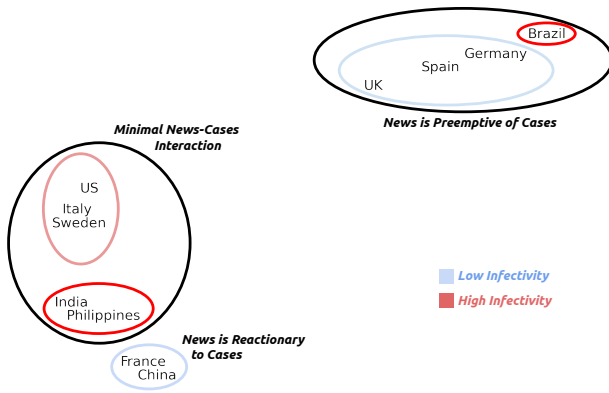 Brazil
Germany
Spain
UK
News is Preemptive of Cases
Minimal News-Cases
Interaction
US
Italy
Sweden
India
Philippines
News is Reactionary
to Cases
France
China
Low Infectivity
High Infectivity